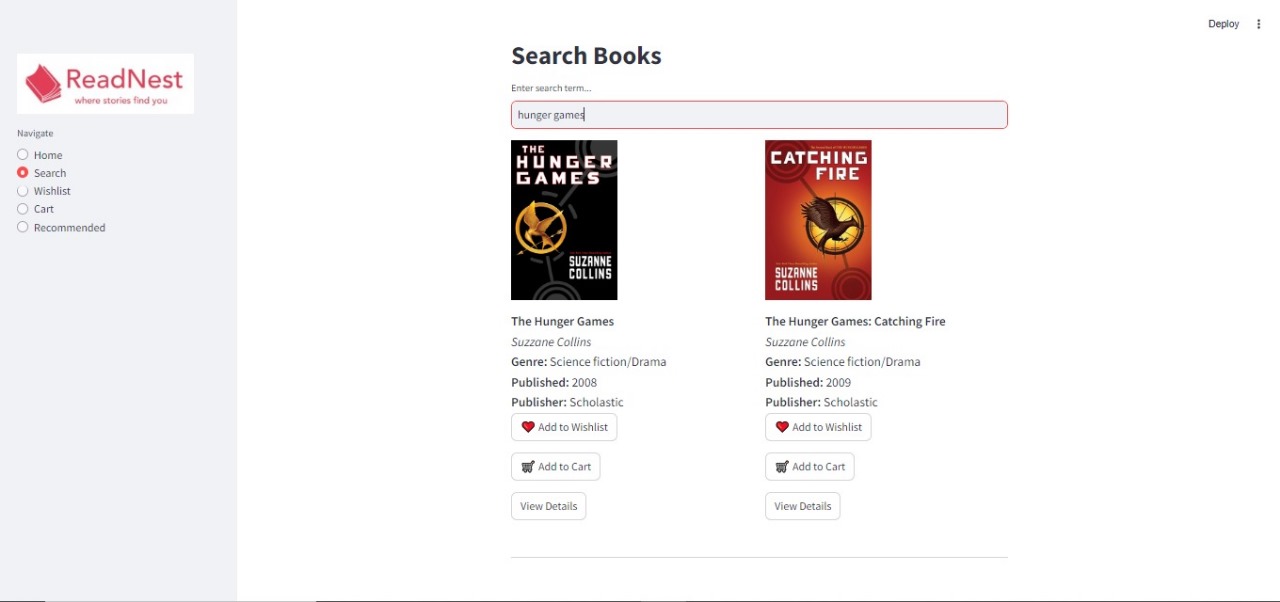 Deploy
ReadNest
where stories find you
Navigate
Home
Search
Wishlist
Cart
Recommended
Search Books
Enter search term...
hunger games
THE
HUNGER
GAMES
SUZANNE
COLLINS
The Hunger Games
Suzzane Collins
Genre: Science fiction/Drama
Published: 2008
Publisher: Scholastic
Add to Wishlist
Add to Cart
View Details
CATCHING
FIRE
SUZANNE
COLLINS
The Hunger Games: Catching Fire
Suzzane Collins
Genre: Science fiction/Drama
Published: 2009
Publisher: Scholastic
Add to Wishlist
Add to Cart
View Details